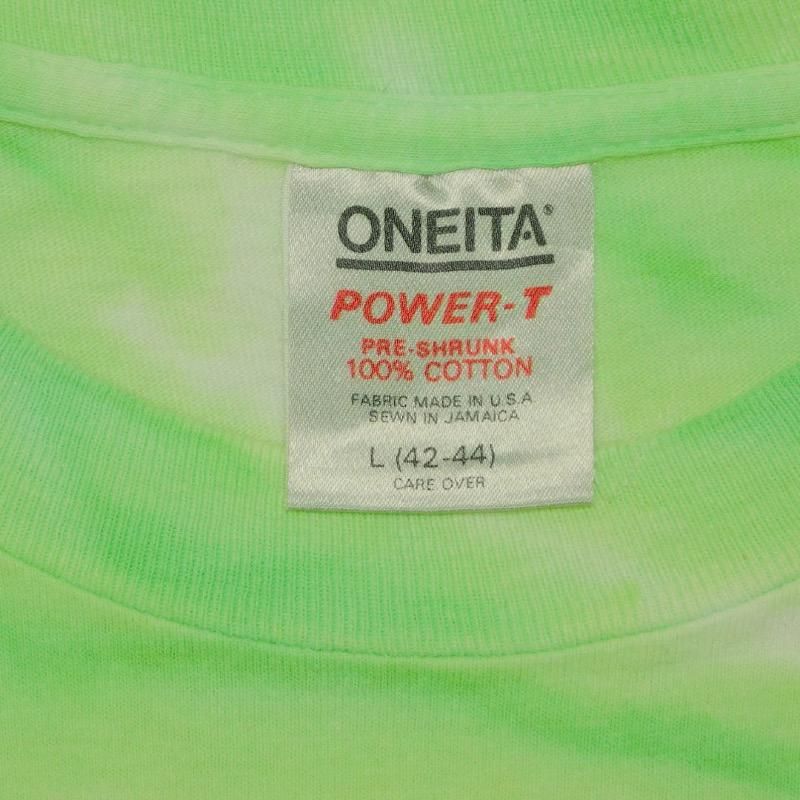 ONEITA®
POWER-T
PRE-SHRUNK
100% COTTON
FABRIC MADE IN U.S.A
SEWN IN JAMAICA
L (42-44)
CARE OVER